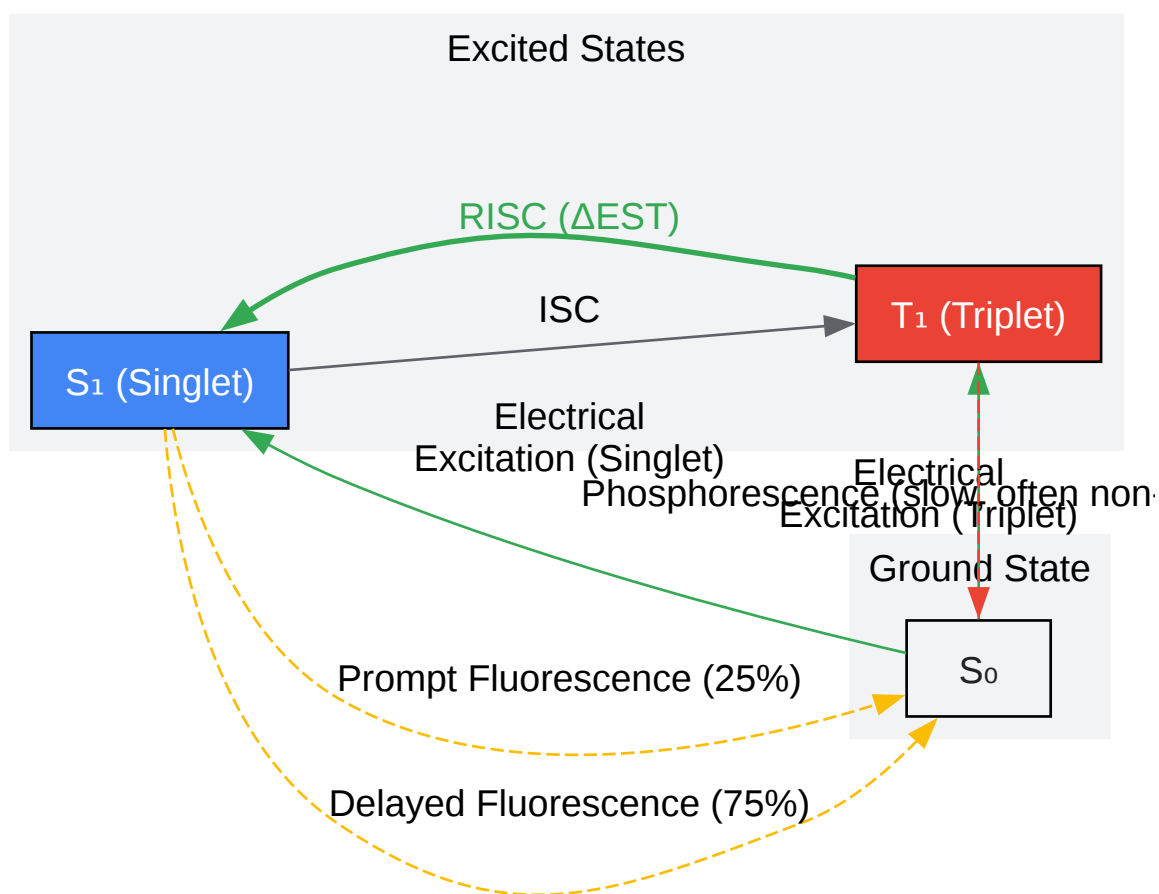 Excited States
RISC (ΔEST)
ISC
T₁ (Triplet)
S₁ (Singlet)
Electrical
Excitation (Singlet)
Electrical
Excitation (Triplet)
Phosphorescence (slow, often non-
Ground State
S₀
Prompt Fluorescence (25%)
Delayed Fluorescence (75%)